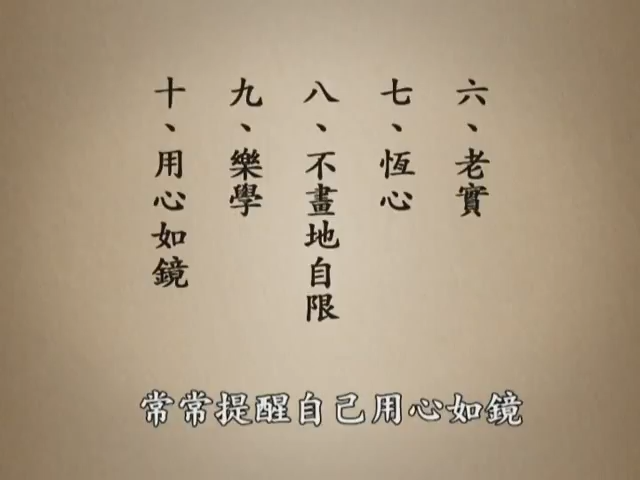 六、老實
七、恆心
八、不畫地自限
九、樂學
十、用心如鏡
常常提醒自己用心如鏡